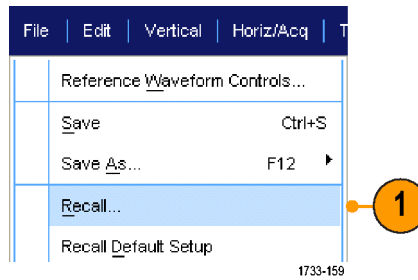 File | Edit | Vertical | Horiz/Acq | T
Reference Waveform Controls...
Save Ctrl+S
Save As... F12
Recall... 1
Recall Default Setup
1733-159